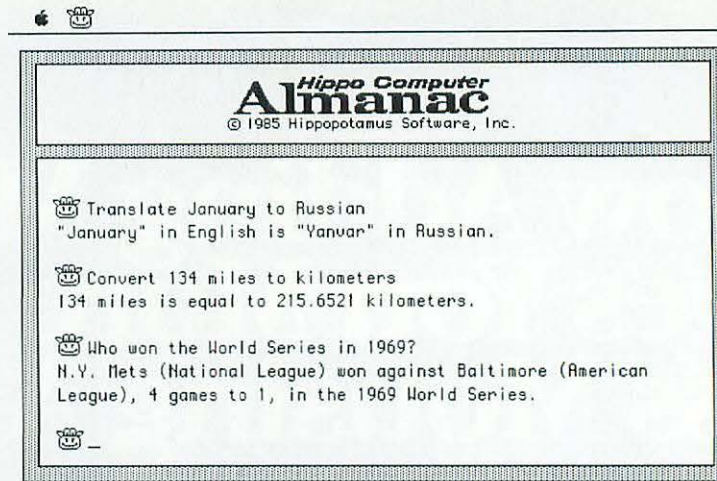 Hippo Computer
Almanac
© 1985 Hippopotamus Software, Inc.
Translate January to Russian
"January" in English is "Yanvar" in Russian.
Convert 134 miles to kilometers
134 miles is equal to 215.6521 kilometers.
Who won the World Series in 1969?
N.Y. Mets (National League) won against Baltimore (American
League), 4 games to 1, in the 1969 World Series.
_